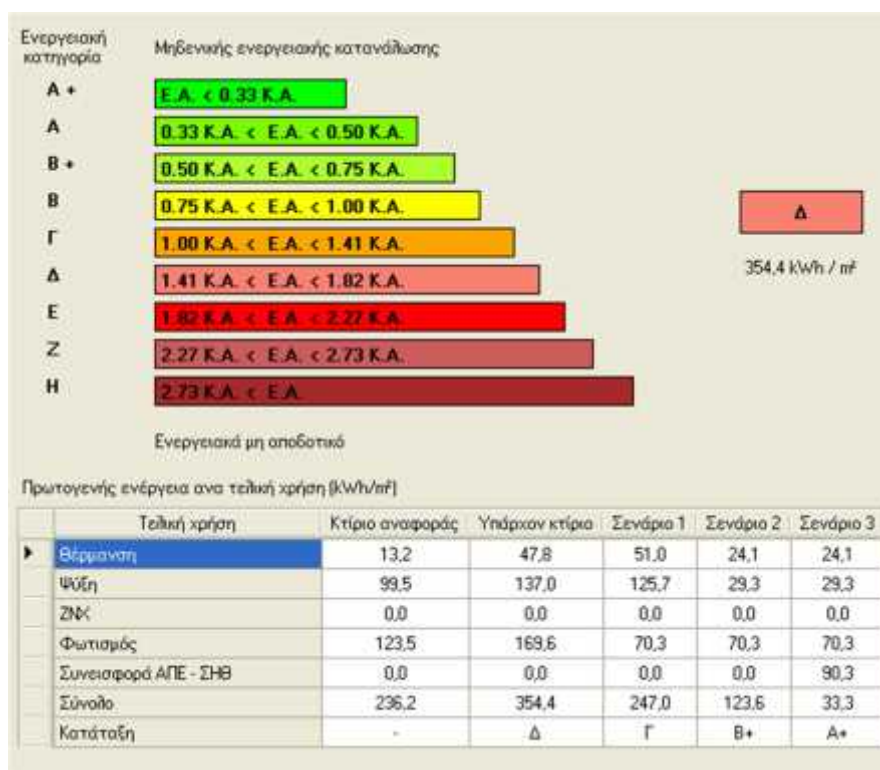 Ενεργειακή
κατηγορία
Μηδενικής ενεργειακής κατανάλωσης
Α +
Ε.Α. < 0.33 Κ.Α.
Α
0.33 Κ.Α. < Ε.Α. < 0.50 Κ.Α.
Β +
0.50 Κ.Α. < Ε.Α. < 0.75 Κ.Α.
Β
0.75 Κ.Α. < Ε.Α. < 1.00 Κ.Α.
Γ
1.00 Κ.Α. < Ε.Α. < 1.41 Κ.Α.
Δ
1.41 Κ.Α. < Ε.Α. < 1.82 Κ.Α.
Ε
1.82 Κ.Α. < Ε.Α. < 2.27 Κ.Α.
Ζ
2.27 Κ.Α. < Ε.Α. < 2.73 Κ.Α.
Η
2.73 Κ.Α. < Ε.Α.
Δ
354,4 kWh / m²
Ενεργειακά μη αποδοτικό
Πρωτογενής ενέργεια ανα τελική χρήση (kWh/m²)
Τελική χρήση Κτίριο αναφοράς Υπάρχον κτίριο Σενάριο 1 Σενάριο 2 Σενάριο 3
Θέρμανση 13,2 47,8 51,0 24,1 24,1
Ψύξη 99,5 137,0 125,7 29,3 29,3
ΖΝΧ 0,0 0,0 0,0 0,0 0,0
Φωτισμός 123,5 169,6 70,3 70,3 70,3
Συνεισφορά ΑΠΕ - ΣΗΘ 0,0 0,0 0,0 0,0 90,3
Σύνολο 236,2 354,4 247,0 123,6 33,3
Κατάταξη - Δ Γ Β+ Α+